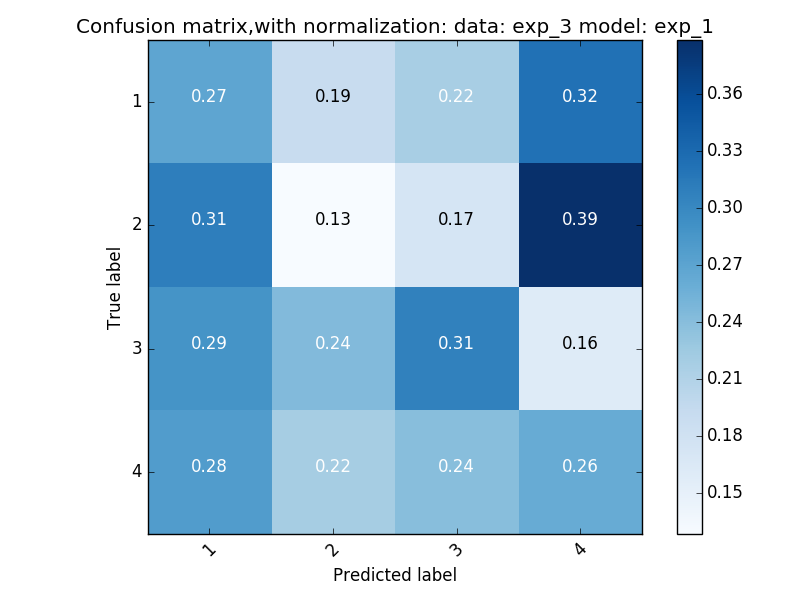 Confusion matrix,with normalization: data: exp_3 model: exp_1
True label
1 0.27 0.19 0.22 0.32
2 0.31 0.13 0.17 0.39
3 0.29 0.24 0.31 0.16
4 0.28 0.22 0.24 0.26
1 2 3 4
Predicted label
0.36
0.33
0.30
0.27
0.24
0.21
0.18
0.15